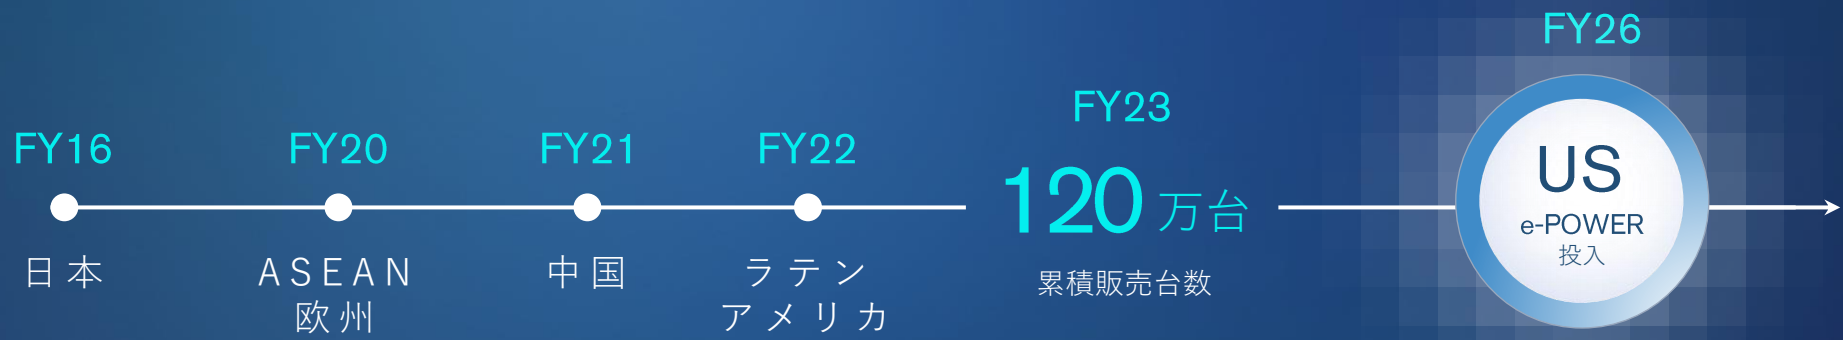 FY16
日本
FY20
ASEAN
欧州
FY21
中国
FY22
ラテン
アメリカ
FY23
120万台
累積販売台数
FY26
US
e-POWER
投入